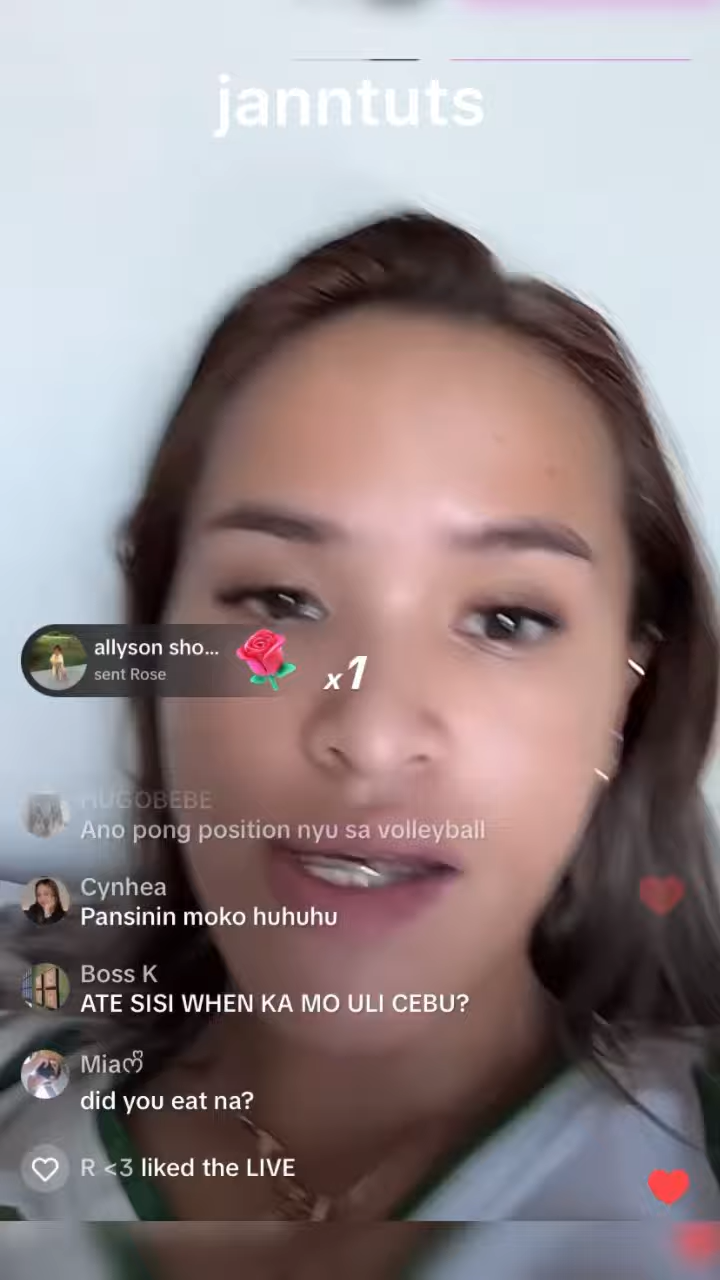 janntuts
allyson sho...
sent Rose
x1
HUGOBEBE
Ano pong position nyu sa volleyball
Cynhea
Pansinin moko huhuhu
Boss K
ATE SISI WHEN KA MO ULI CEBU?
Miaෆ
did you eat na?
R <3 liked the LIVE